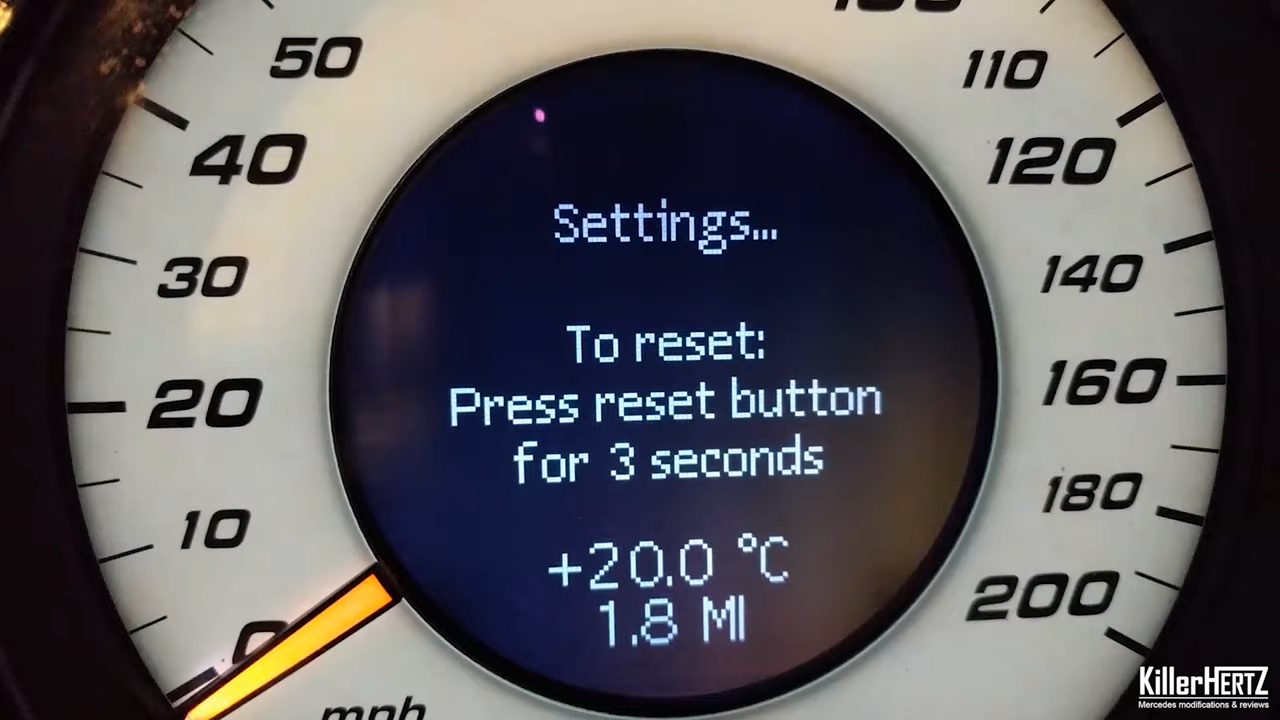 50
40
30
20
10
0
mph
110
120
140
160
180
200
Settings...
To reset:
Press reset button
for 3 seconds
+20.0 °C
1.8 MI
KillerHERTZ
Mercedes modifications & reviews